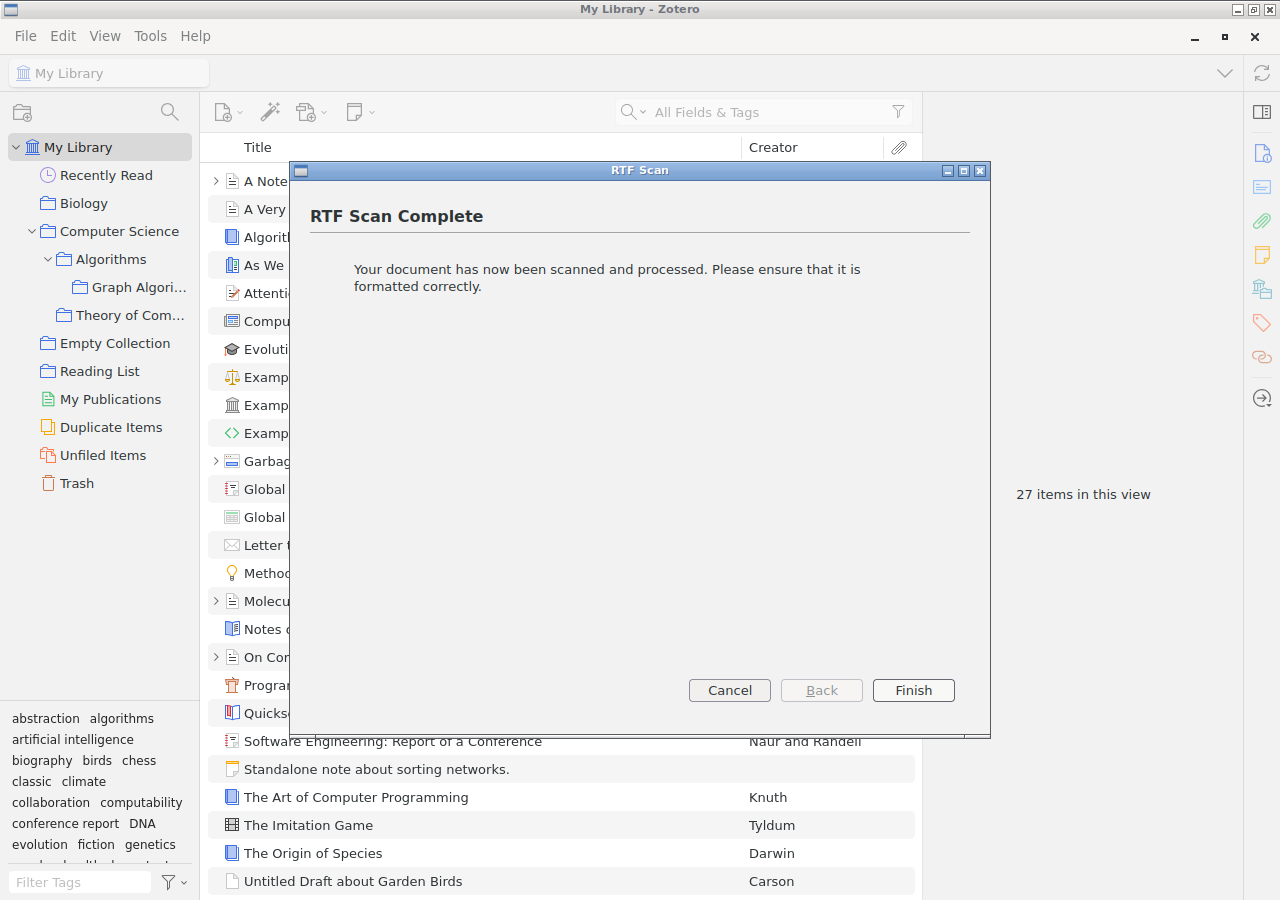 My Library - Zotero
File Edit View Tools Help
My Library
All Fields & Tags
My Library
Recently Read
Biology
Computer Science
Algorithms
Graph Algori...
Theory of Com...
Empty Collection
Reading List
My Publications
Duplicate Items
Unfiled Items
Trash
abstraction algorithms
artificial intelligence
biography birds chess
classic climate
collaboration computability
conference report DNA
evolution fiction genetics
Filter Tags
Title Creator
A Note
A Very
Algorit
As We
Attenti
Compu
Evoluti
Examp
Examp
Examp
Garbag
Global
Global
Letter t
Method
Molecu
Notes o
On Cor
Program
Quickso
Software Engineering: Report of a Conference Naur and Randell
Standalone note about sorting networks.
The Art of Computer Programming Knuth
The Imitation Game Tyldum
The Origin of Species Darwin
Untitled Draft about Garden Birds Carson
RTF Scan
RTF Scan Complete
Your document has now been scanned and processed. Please ensure that it is
formatted correctly.
Cancel Back Finish
27 items in this view